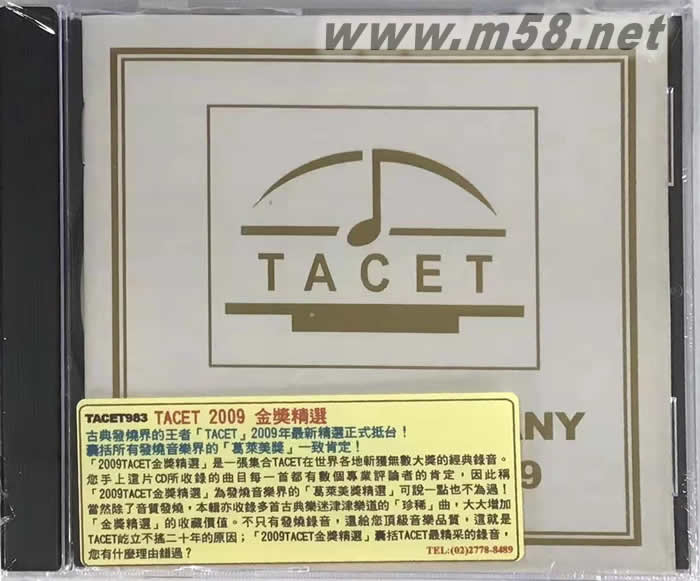 www.m58.net
TACET
ANY
9
TACET983 TACET 2009 金獎精選
古典發燒界的王者「TACET」2009年最新精選正式抵台！
囊括所有發燒音樂界的「葛萊美獎」一致肯定！
「2009TACET金獎精選」是一張集合TACET在世界各地斬獲無數大獎的經典錄音。
您手上這片CD所收錄的曲目每一首都有數個專業評論者的肯定，因此稱
「2009TACET金獎精選」為發燒音樂界的「葛萊美獎精選」可說一點也不為過！
當然除了音質發燒，本輯亦收錄多首古典樂迷津津樂道的「珍稀」曲，大大增加
「金獎精選」的收藏價值。不只有發燒錄音，還給您頂級音樂品質，這就是
TACET屹立不搖二十年的原因；「2009TACET金獎精選」囊括TACET最精采的錄音，
您有什麼理由錯過？
TEL:(02)2778-8489